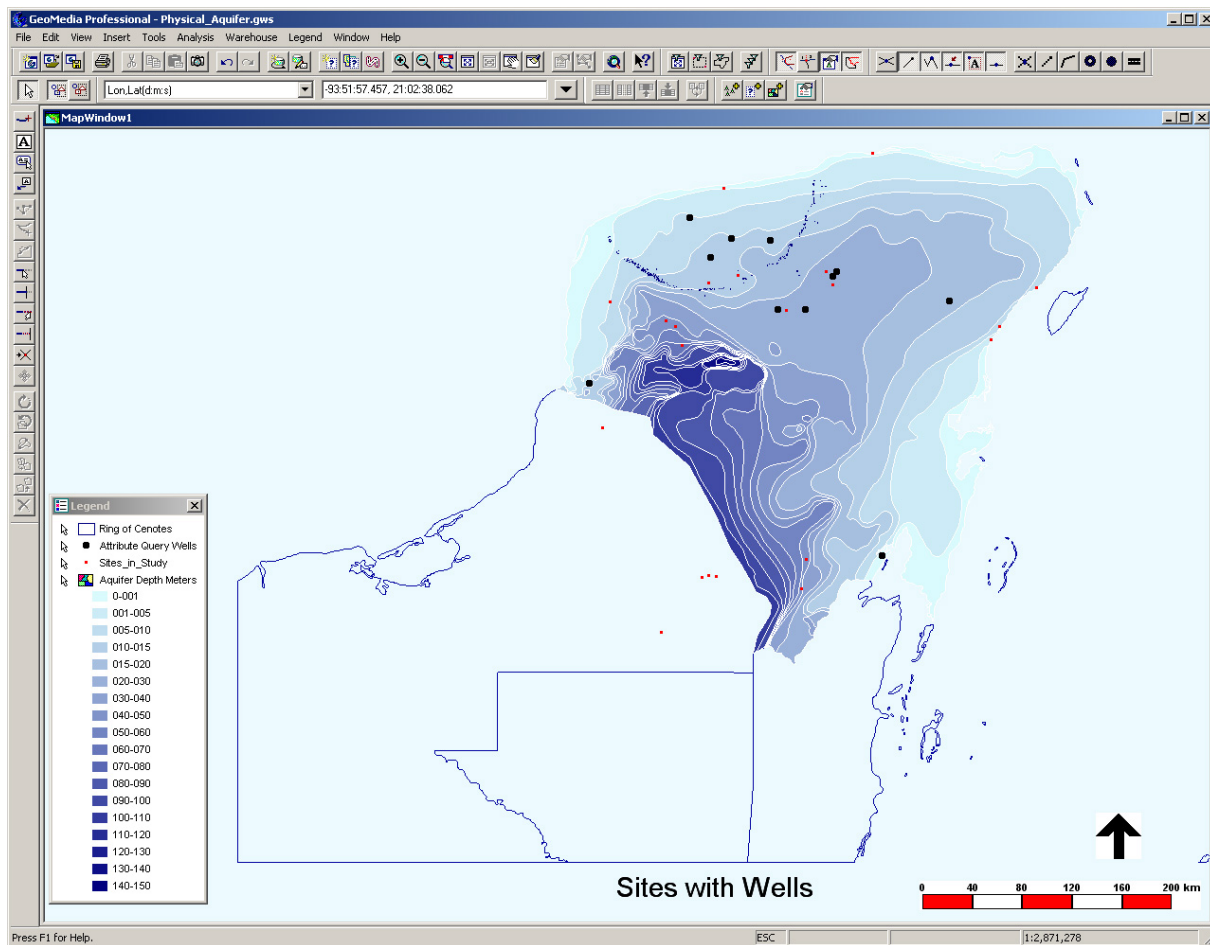 GeoMedia Professional - Physical_Aquifer.gws
File Edit View Insert Tools Analysis Warehouse Legend Window Help
Lon,Lat(d:m:s) -93:51:57.457, 21:02:38.062
MapWindow1
Legend
Ring of Cenotes
Attribute Query Wells
Sites_in_Study
Aquifer Depth Meters
0-001
001-005
005-010
010-015
015-020
020-030
030-040
040-050
050-060
060-070
070-080
080-090
090-100
100-110
110-120
120-130
130-140
140-150
Sites with Wells
0 40 80 120 160 200 km
Press F1 for Help. ESC 1:2,871,278